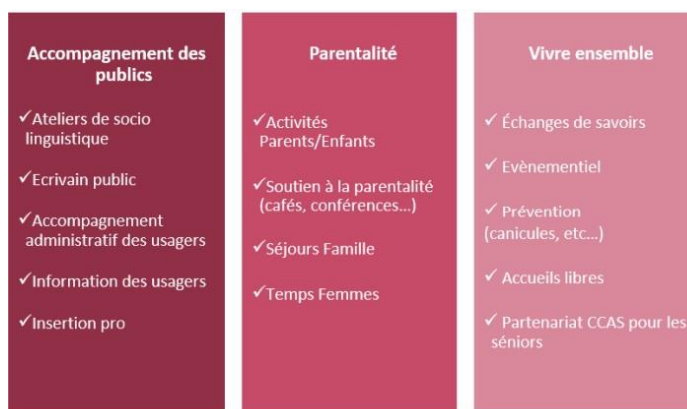 Accompagnement des
publics
✓Ateliers de socio
linguistique
✓Ecrivain public
✓Accompagnement
administratif des usagers
✓Information des usagers
✓Insertion pro
Parentalité
✓Activités
Parents/Enfants
✓Soutien à la parentalité
(cafés, conférences...)
✓Séjours Famille
✓Temps Femmes
Vivre ensemble
✓ Échanges de savoirs
✓ Evènementiel
✓ Prévention
(canicules, etc...)
✓ Accueils libres
✓ Partenariat CCAS pour les
séniors